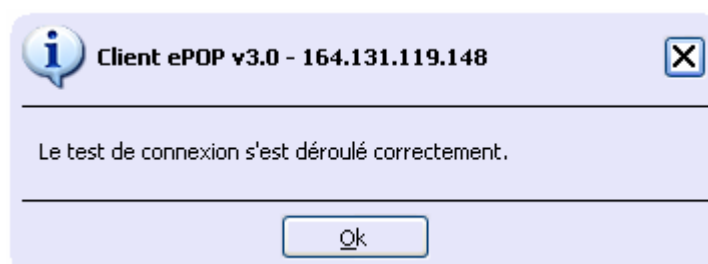 Client ePOP v3.0 - 164.131.119.148
Le test de connexion s'est déroulé correctement.
Ok